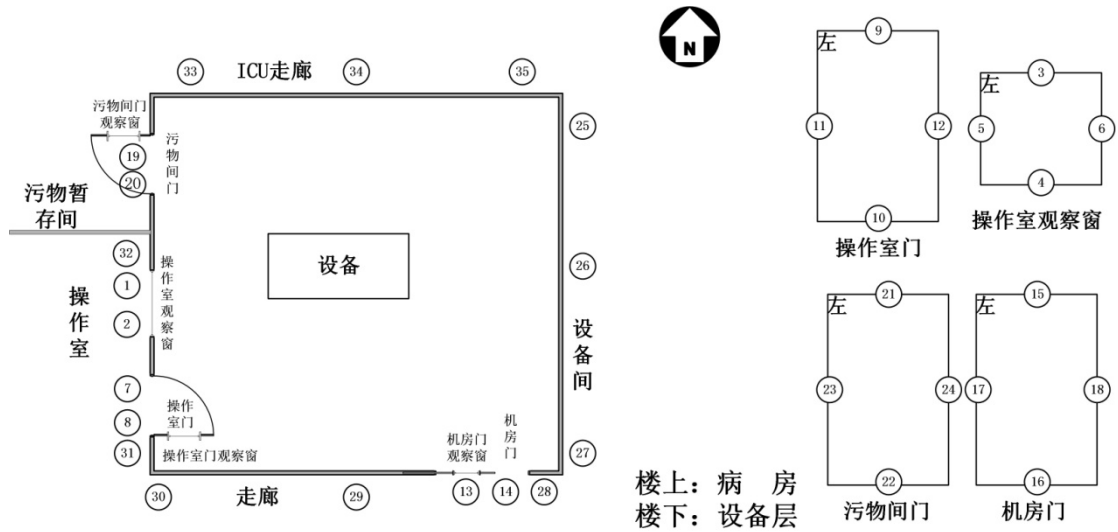 33
ICU走廊
34
35
N
污物间门
观察窗
19
20
污物间门
25
污物暂
存间
32
1
2
操作室
操作室观察窗
设备
26
设备间
7
8
31
操作
室门
操作室门观察窗
机房门
观察窗
机房门
27
30
走廊
29
13
14
28
左
9
11
12
10
操作室门
左
3
5
6
4
操作室观察窗
左
21
23
24
22
污物间门
左
15
17
18
16
机房门
楼上：病 房
楼下：设备层